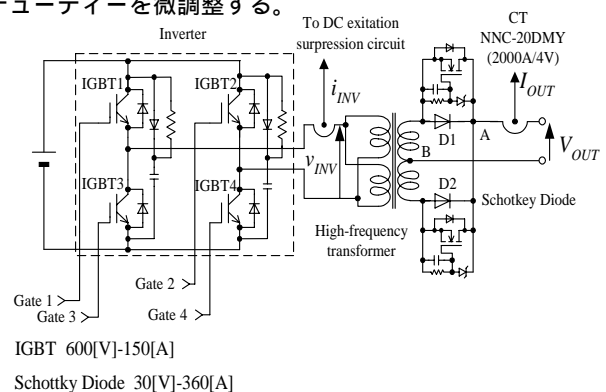 デューティーを微調整する。
To DC exitation
surpression circuit
CT
NNC-20DMY
(2000A/4V)
Inverter
IGBT1
IGBT2
i_INV
I_OUT
D1
A
V_OUT
v_INV
B
IGBT3
IGBT4
D2
Schotkey Diode
High-frequency
transformer
Gate 2
Gate 1
Gate 3
Gate 4
IGBT 600[V]-150[A]
Schottky Diode 30[V]-360[A]